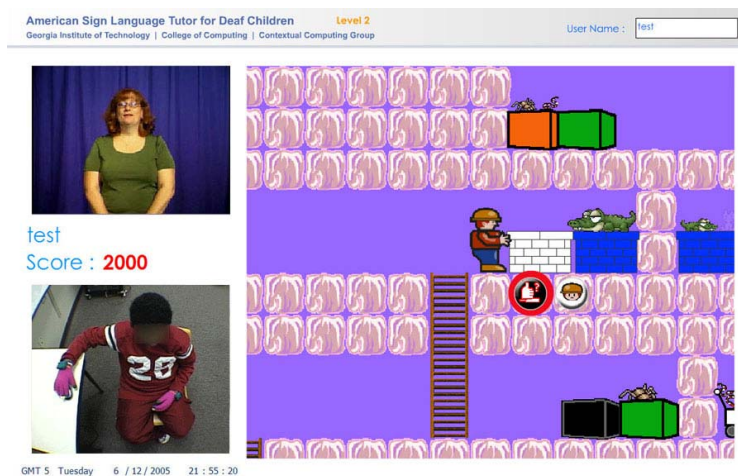 American Sign Language Tutor for Deaf Children Level 2
Georgia Institute of Technology | College of Computing | Contextual Computing Group
User Name : test
test
Score : 2000
28
GMT 5 Tuesday 6 / 12 / 2005 21 : 55 : 20